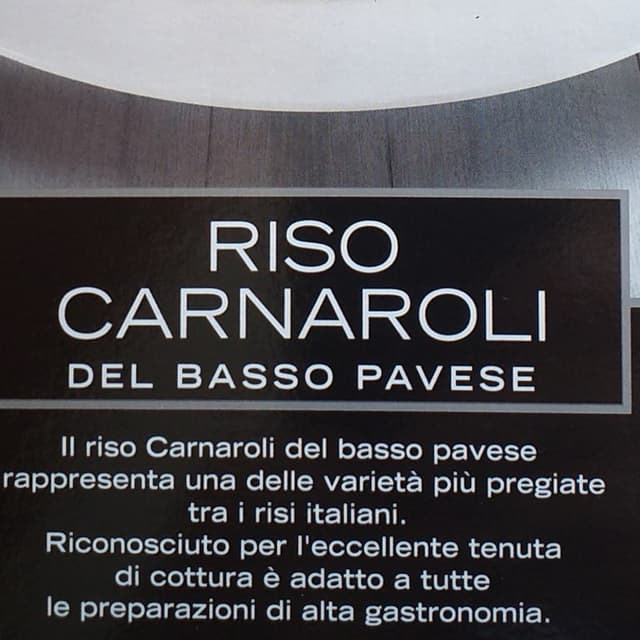 RISO
CARNAROLI
DEL BASSO PAVESE
Il riso Carnaroli del basso pavese
rappresenta una delle varietà più pregiate
tra i risi italiani.
Riconosciuto per l'eccellente tenuta
di cottura è adatto a tutte
le preparazioni di alta gastronomia.